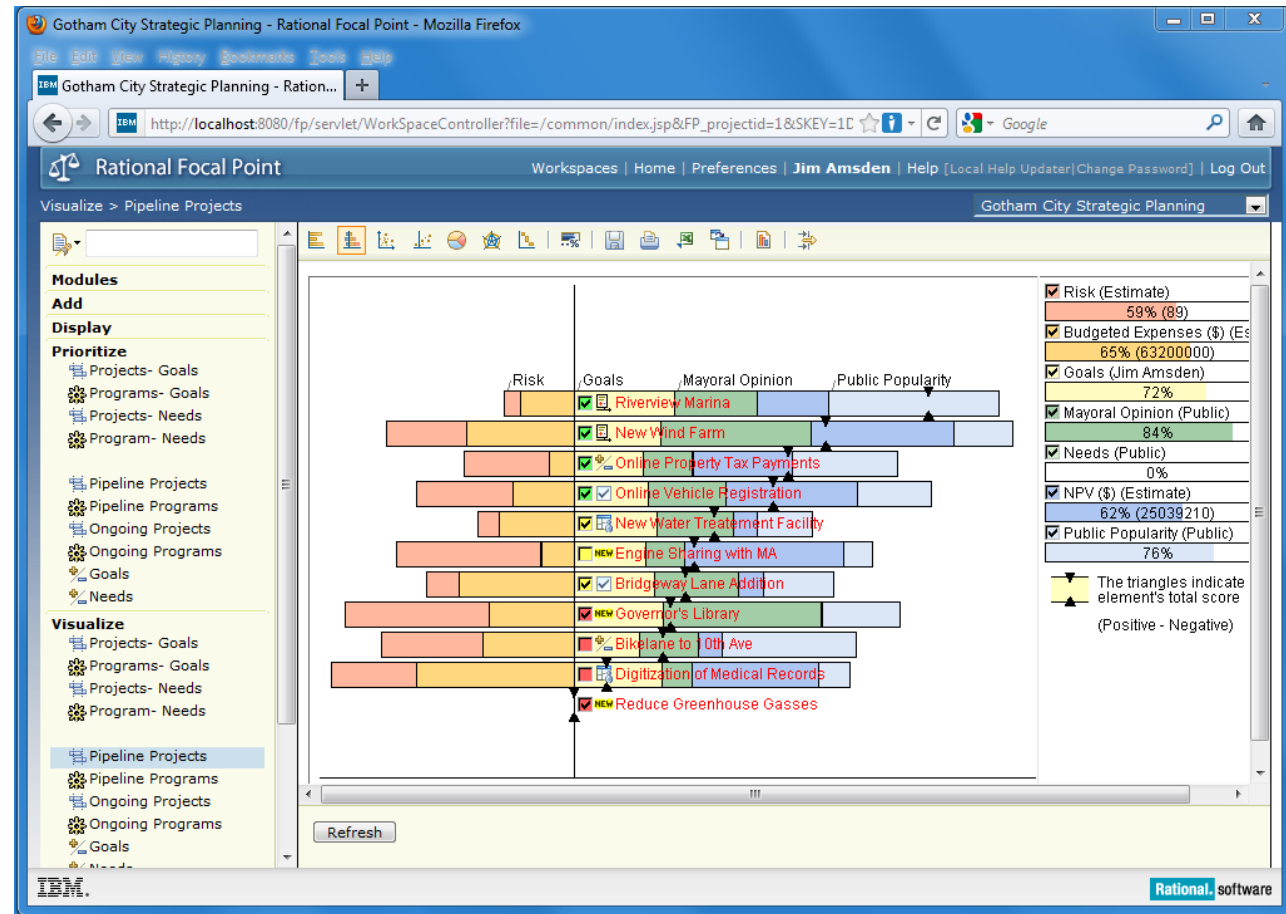 Gotham City Strategic Planning - Rational Focal Point - Mozilla Firefox
File Edit View History Bookmarks Tools Help
IBM Gotham City Strategic Planning - Ration... +
IBM http://localhost:8080/fp/servlet/WorkSpaceController?file=/common/index.jsp&FP_projectid=1&SKEY=1D Google
Rational Focal Point
Workspaces | Home | Preferences | Jim Amsden | Help [Local Help Updater|Change Password] | Log Out
Visualize > Pipeline Projects
Gotham City Strategic Planning
Modules
Add
Display
Prioritize
Projects- Goals
Programs- Goals
Projects- Needs
Program- Needs
Pipeline Projects
Pipeline Programs
Ongoing Projects
Ongoing Programs
Goals
Needs
Visualize
Projects- Goals
Programs- Goals
Projects- Needs
Program- Needs
Pipeline Projects
Pipeline Programs
Ongoing Projects
Ongoing Programs
Goals
Risk Goals Mayoral Opinion Public Popularity
Riverview Marina
New Wind Farm
Online Property Tax Payments
Online Vehicle Registration
New Water Treatement Facility
NEW Engine Sharing with MA
Bridgeway Lane Addition
NEW Governor's Library
Bikelane to 10th Ave
Digitization of Medical Records
NEW Reduce Greenhouse Gasses
Risk (Estimate)
59% (89)
Budgeted Expenses ($) (Es
65% (63200000)
Goals (Jim Amsden)
72%
Mayoral Opinion (Public)
84%
Needs (Public)
0%
NPV ($) (Estimate)
62% (25039210)
Public Popularity (Public)
76%
The triangles indicate
element's total score
(Positive - Negative)
Refresh
IBM.
Rational. software